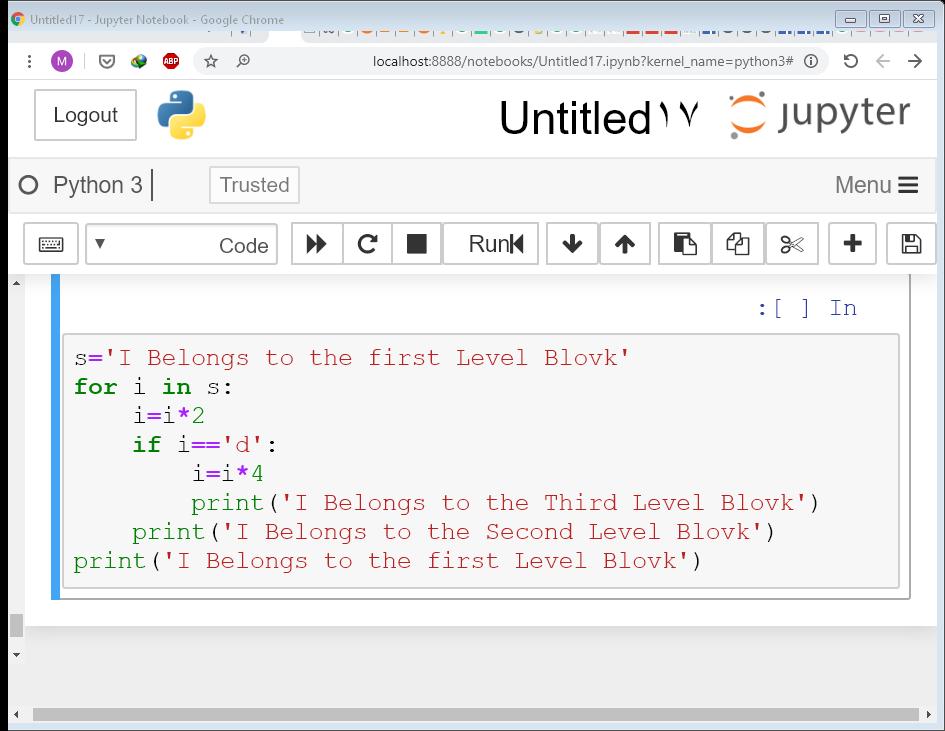 Untitled17 - Jupyter Notebook - Google Chrome
M ABP localhost:8888/notebooks/Untitled17.ipynb?kernel_name=python3#
Logout Untitled۱۷ jupyter
Python 3 Trusted Menu
Code Run
:[ ] In
s='I Belongs to the first Level Blovk'
for i in s:
    i=i*2
    if i=='d':
        i=i*4
        print('I Belongs to the Third Level Blovk')
    print('I Belongs to the Second Level Blovk')
print('I Belongs to the first Level Blovk')